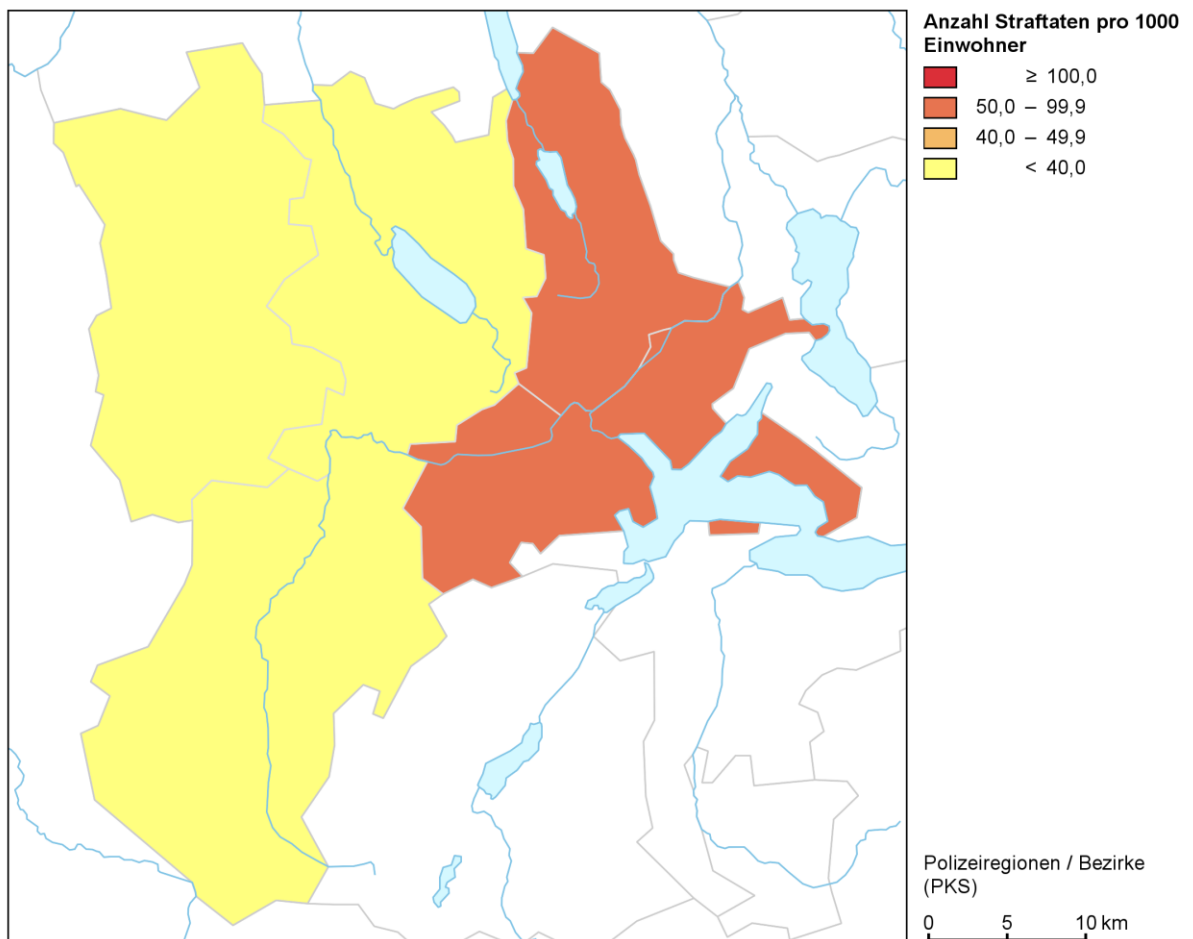 Anzahl Straftaten pro 1000
Einwohner
≥ 100,0
50,0 – 99,9
40,0 – 49,9
< 40,0
Polizeiregionen / Bezirke
(PKS)
0 5 10 km